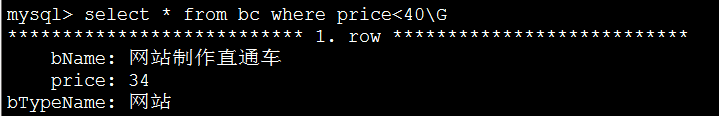 mysql> select * from bc where price<40\G
*************************** 1. row ***************************
bName: 网站制作直通车
price: 34
bTypeName: 网站